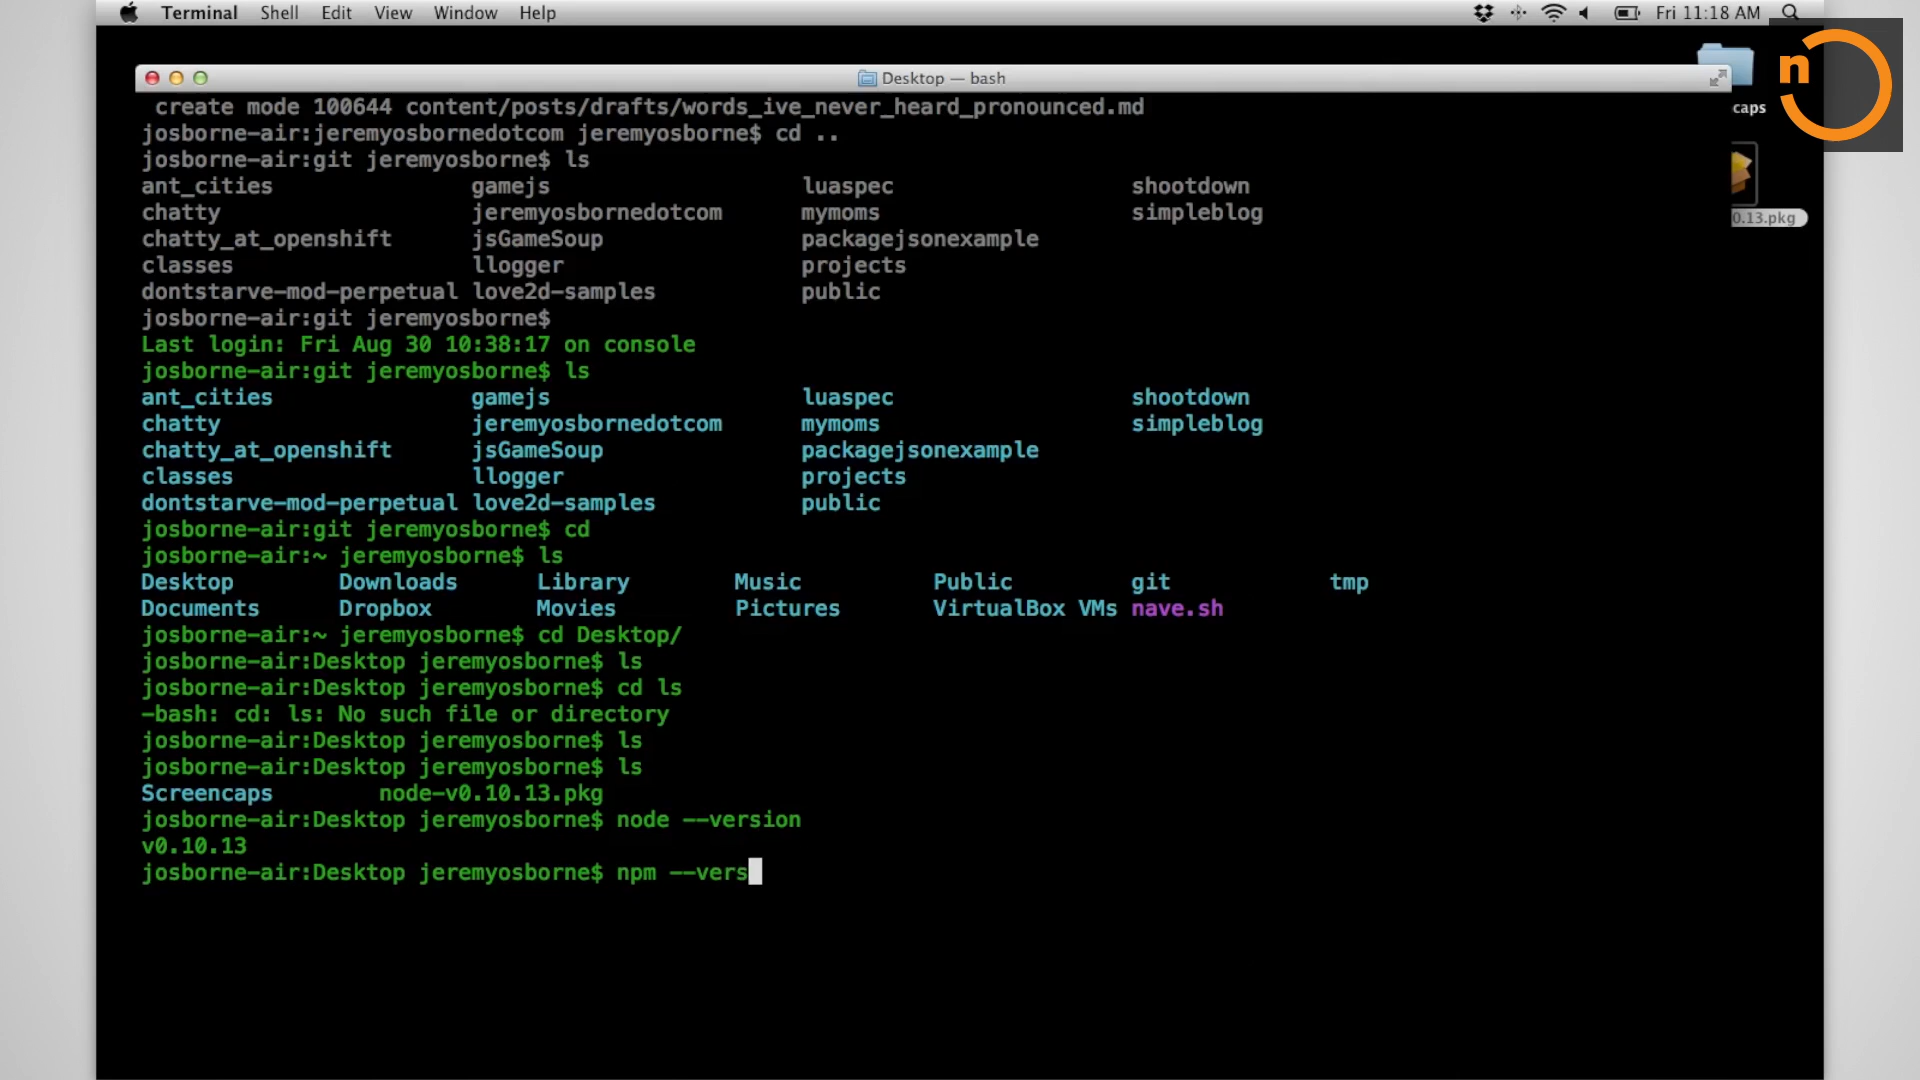 Terminal Shell Edit View Window Help Fri 11:18 AM
n
caps
0.13.pkg
Desktop — bash
create mode 100644 content/posts/drafts/words_ive_never_heard_pronounced.md
josborne-air:jeremyosbornedotcom jeremyosborne$ cd ..
josborne-air:git jeremyosborne$ ls
ant_cities gamejs luaspec shootdown
chatty jeremyosbornedotcom mymoms simpleblog
chatty_at_openshift jsGameSoup packagejsonexample
classes llogger projects
dontstarve-mod-perpetual love2d-samples public
josborne-air:git jeremyosborne$
Last login: Fri Aug 30 10:38:17 on console
josborne-air:git jeremyosborne$ ls
ant_cities gamejs luaspec shootdown
chatty jeremyosbornedotcom mymoms simpleblog
chatty_at_openshift jsGameSoup packagejsonexample
classes llogger projects
dontstarve-mod-perpetual love2d-samples public
josborne-air:git jeremyosborne$ cd
josborne-air:~ jeremyosborne$ ls
Desktop Downloads Library Music Public git tmp
Documents Dropbox Movies Pictures VirtualBox VMs nave.sh
josborne-air:~ jeremyosborne$ cd Desktop/
josborne-air:Desktop jeremyosborne$ ls
josborne-air:Desktop jeremyosborne$ cd ls
-bash: cd: ls: No such file or directory
josborne-air:Desktop jeremyosborne$ ls
josborne-air:Desktop jeremyosborne$ ls
Screencaps node-v0.10.13.pkg
josborne-air:Desktop jeremyosborne$ node --version
v0.10.13
josborne-air:Desktop jeremyosborne$ npm --vers